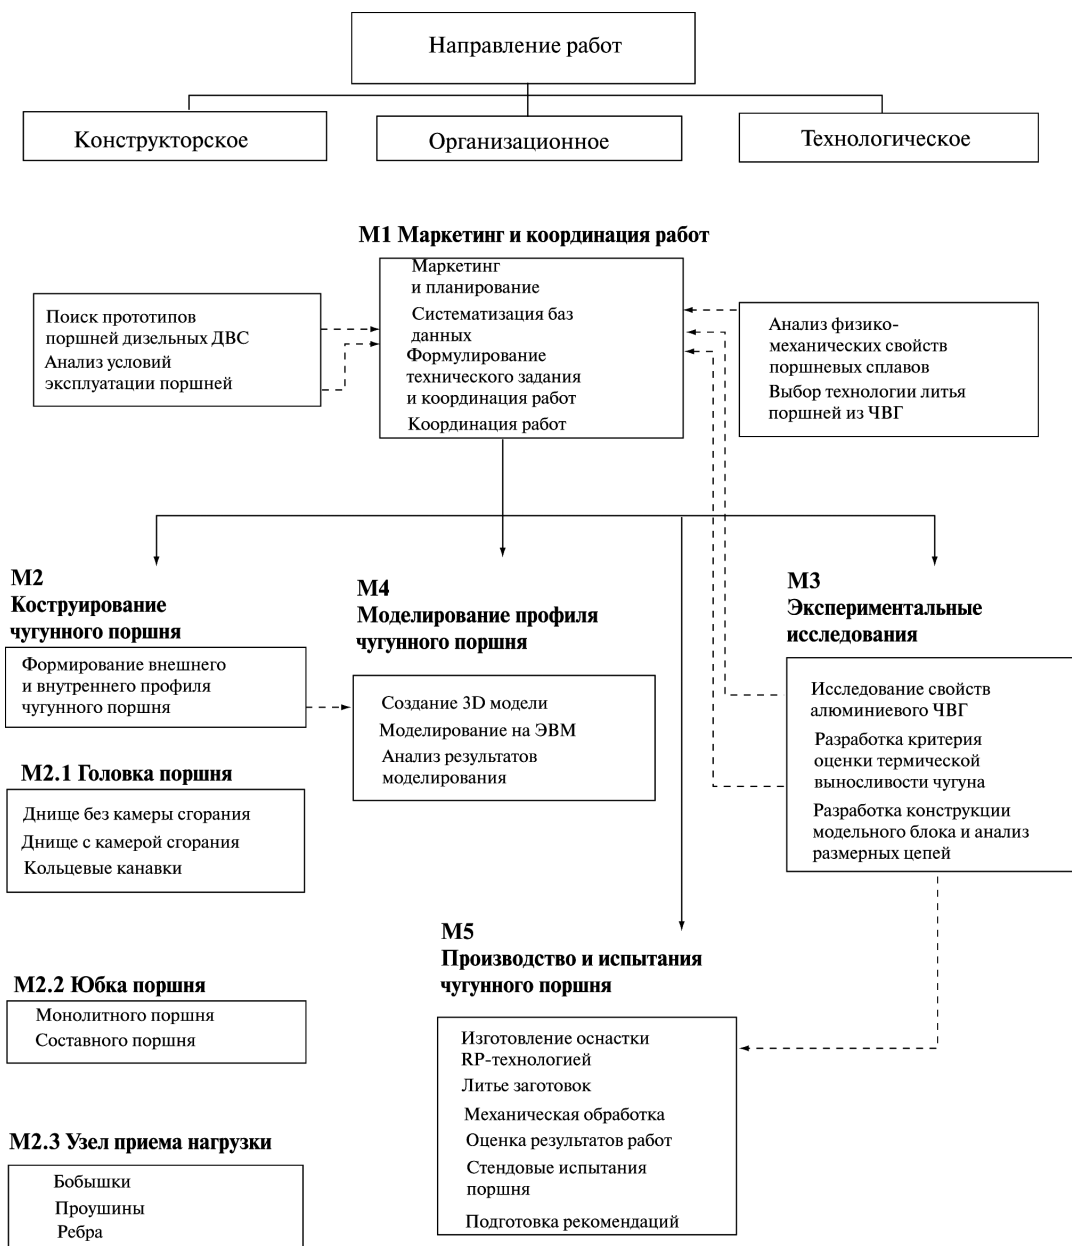 Направление работ
Конструкторское
Организационное
Технологическое
М1 Маркетинг и координация работ
Маркетинг
и планирование
Систематизация баз
данных
Формулирование
технического задания
и координация работ
Координация работ
Поиск прототипов
поршней дизельных ДВС
Анализ условий
эксплуатации поршней
Анализ физико-
механических свойств
поршневых сплавов
Выбор технологии литья
поршней из ЧВГ
М2
Коструирование
чугунного поршня
Формирование внешнего
и внутреннего профиля
чугунного поршня
М2.1 Головка поршня
Днище без камеры сгорания
Днище с камерой сгорания
Кольцевые канавки
М2.2 Юбка поршня
Монолитного поршня
Составного поршня
М2.3 Узел приема нагрузки
Бобышки
Проушины
Ребра
М4
Моделирование профиля
чугунного поршня
Создание 3D модели
Моделирование на ЭВМ
Анализ результатов
моделирования
М3
Экспериментальные
исследования
Исследование свойств
алюминиевого ЧВГ
Разработка критерия
оценки термической
выносливости чугуна
Разработка конструкции
модельного блока и анализ
размерных цепей
М5
Производство и испытания
чугунного поршня
Изготовление оснастки
RP-технологией
Литье заготовок
Механическая обработка
Оценка результатов работ
Стендовые испытания
поршня
Подготовка рекомендаций